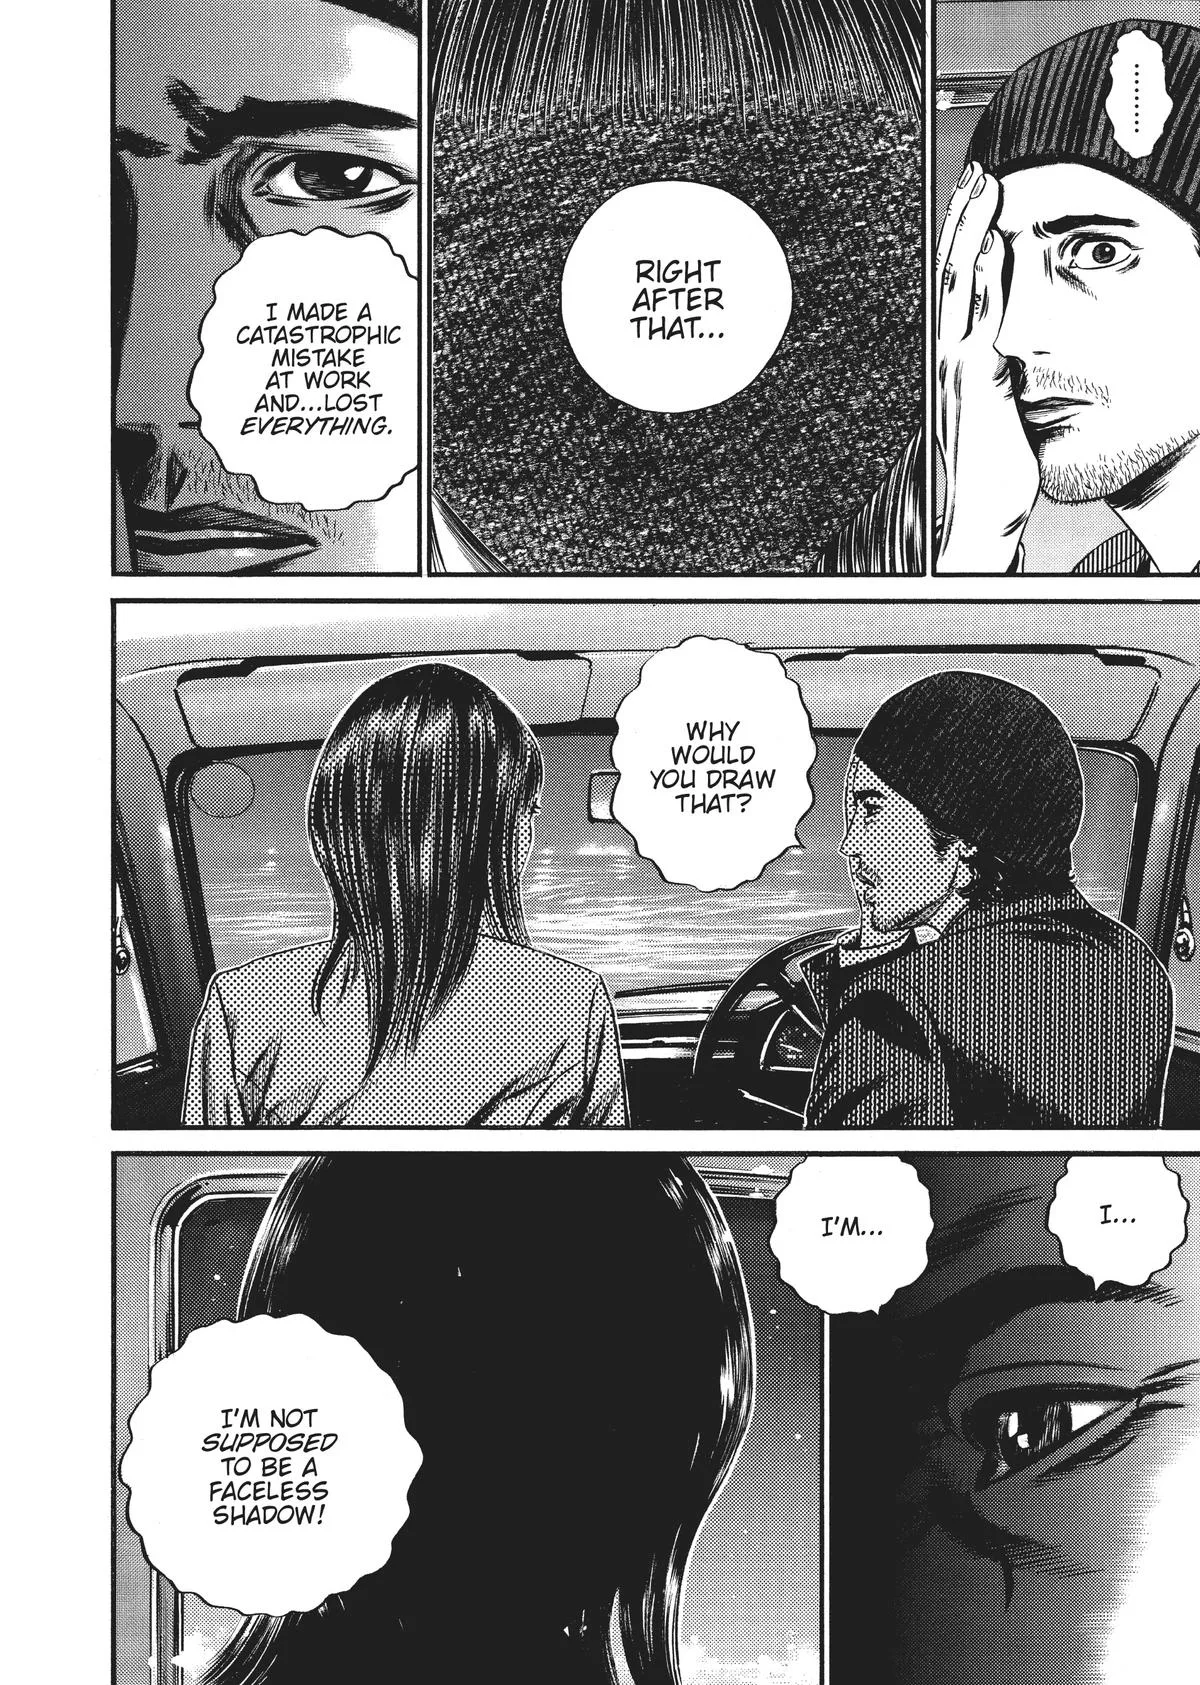 .........
RIGHT
AFTER
THAT...
I MADE A
CATASTROPHIC
MISTAKE
AT WORK
AND...LOST
EVERYTHING.
WHY
WOULD
YOU DRAW
THAT?
I...
I'M...
I'M NOT
SUPPOSED
TO BE A
FACELESS
SHADOW!